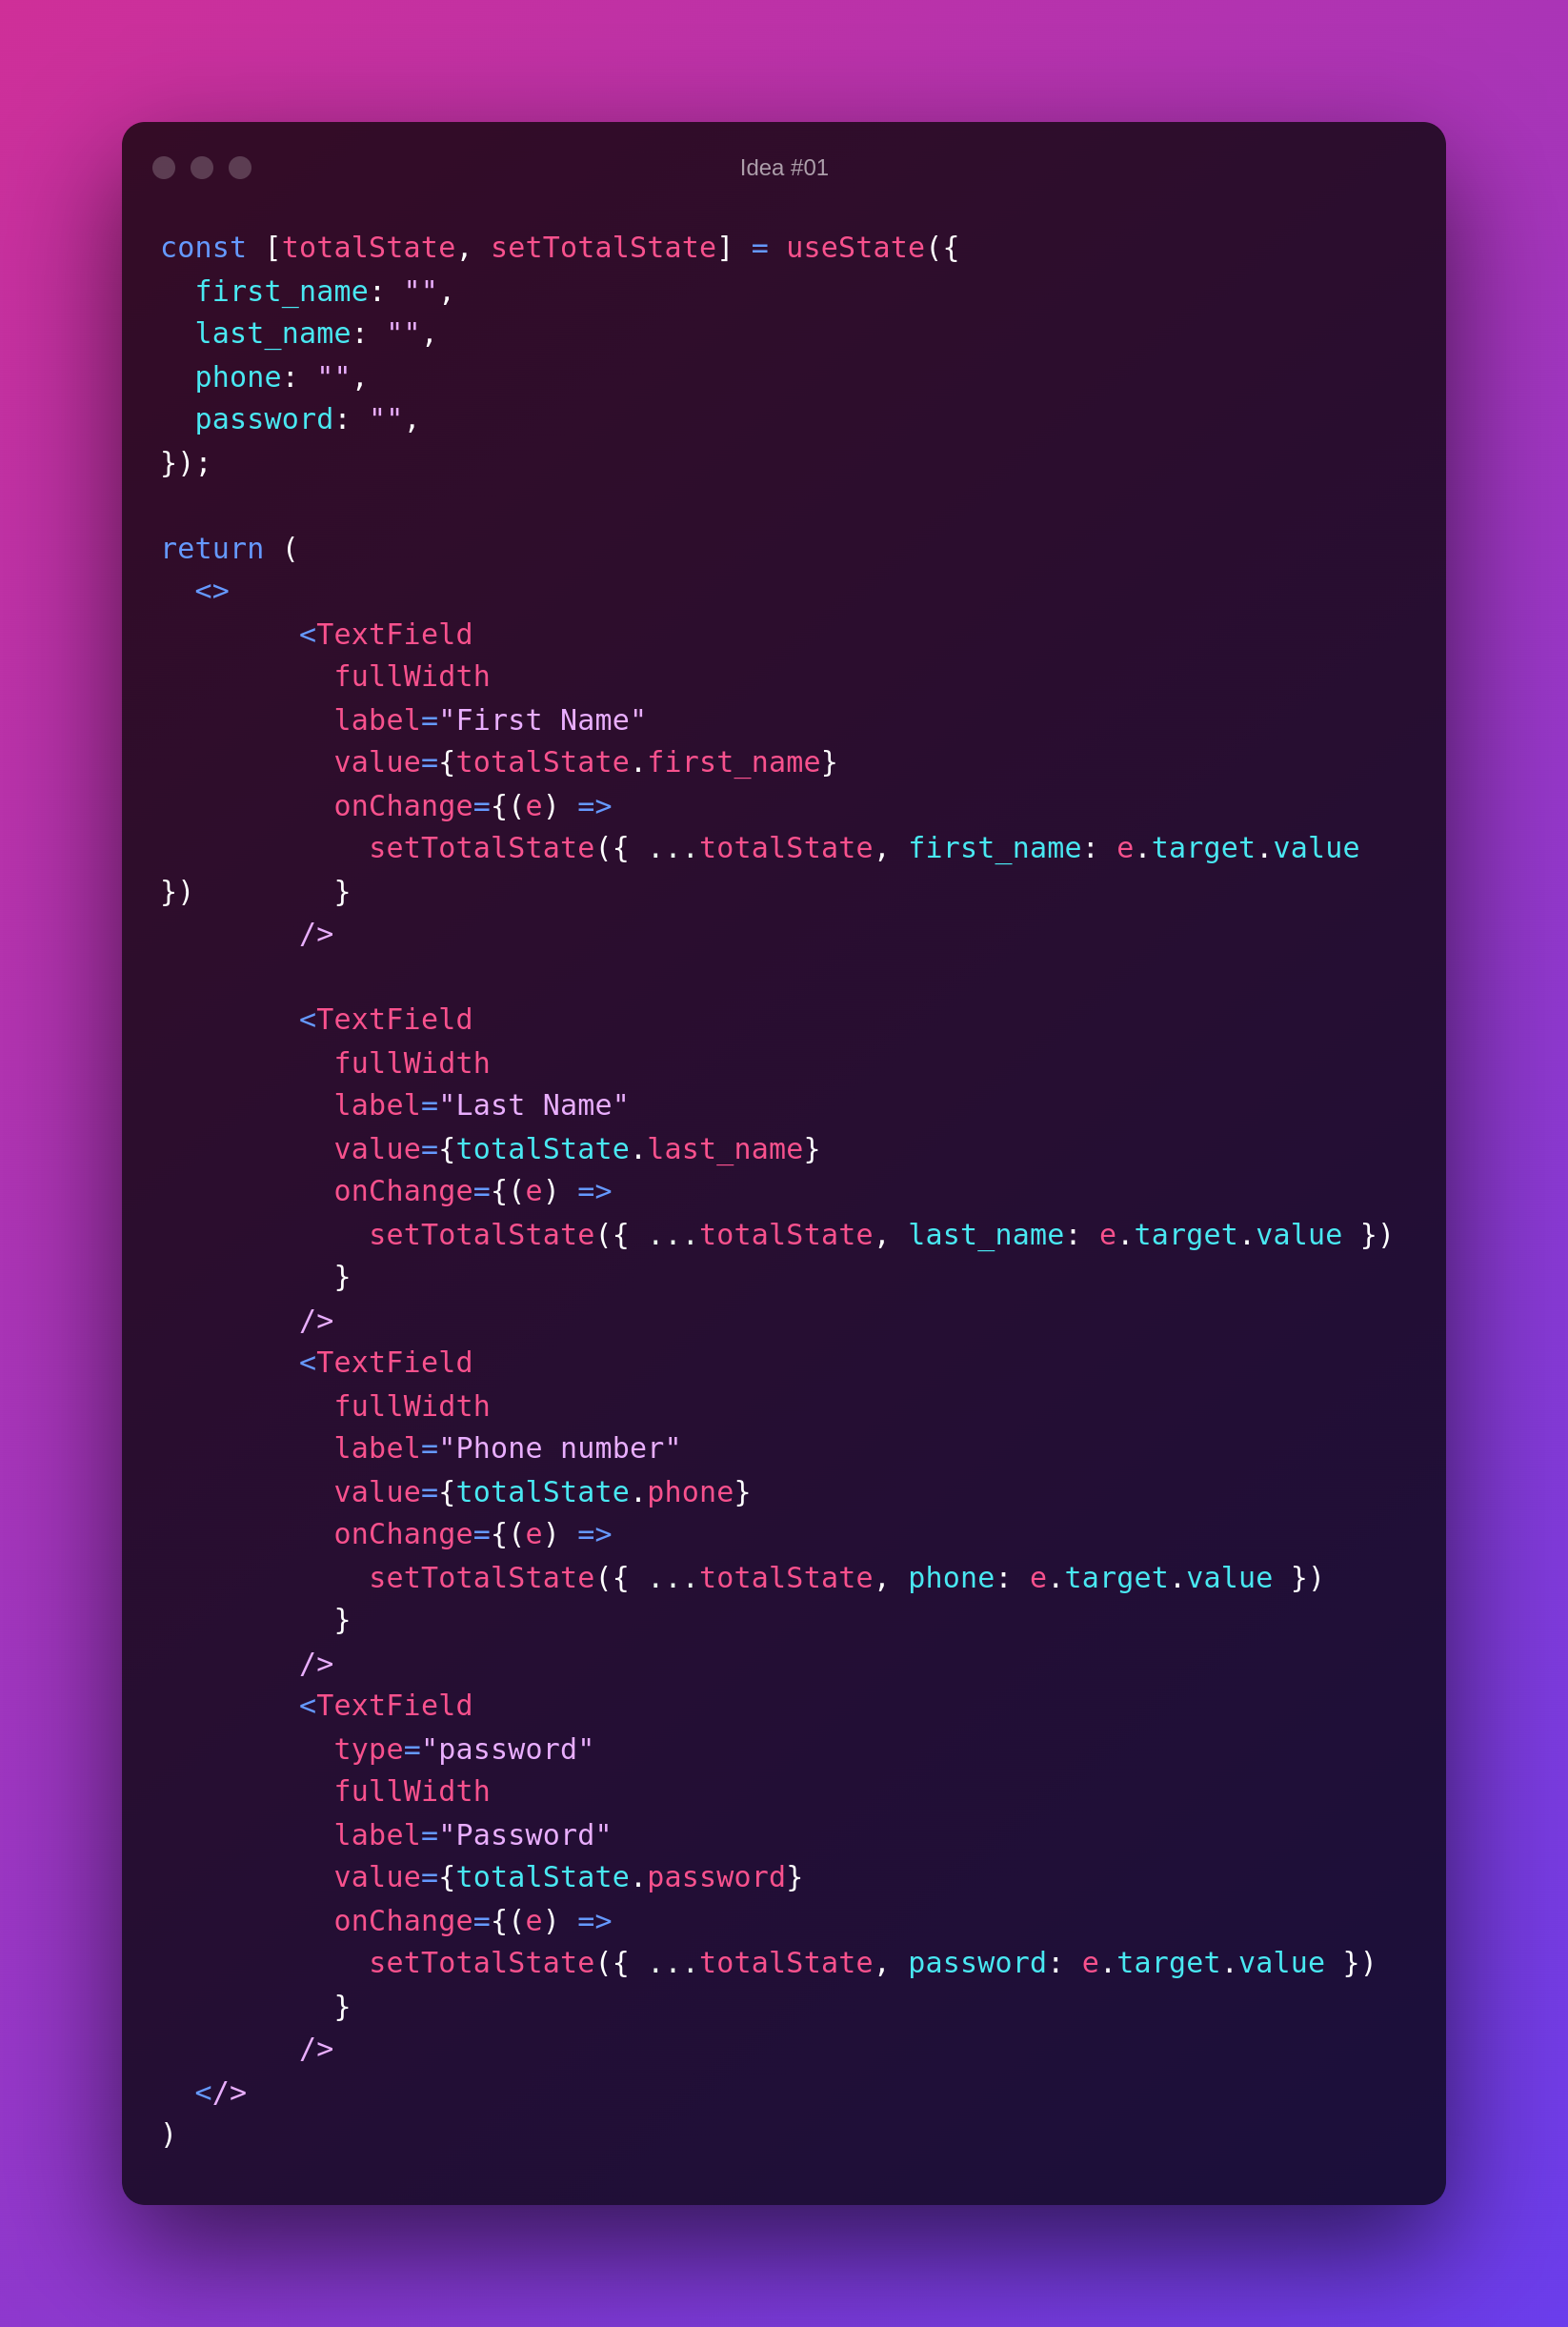 Idea #01
const [totalState, setTotalState] = useState({
  first_name: "",
  last_name: "",
  phone: "",
  password: "",
});

return (
  <>
        <TextField
          fullWidth
          label="First Name"
          value={totalState.first_name}
          onChange={(e) =>
            setTotalState({ ...totalState, first_name: e.target.value
})        }
        />

        <TextField
          fullWidth
          label="Last Name"
          value={totalState.last_name}
          onChange={(e) =>
            setTotalState({ ...totalState, last_name: e.target.value })
          }
        />
        <TextField
          fullWidth
          label="Phone number"
          value={totalState.phone}
          onChange={(e) =>
            setTotalState({ ...totalState, phone: e.target.value })
          }
        />
        <TextField
          type="password"
          fullWidth
          label="Password"
          value={totalState.password}
          onChange={(e) =>
            setTotalState({ ...totalState, password: e.target.value })
          }
        />
  </>
)